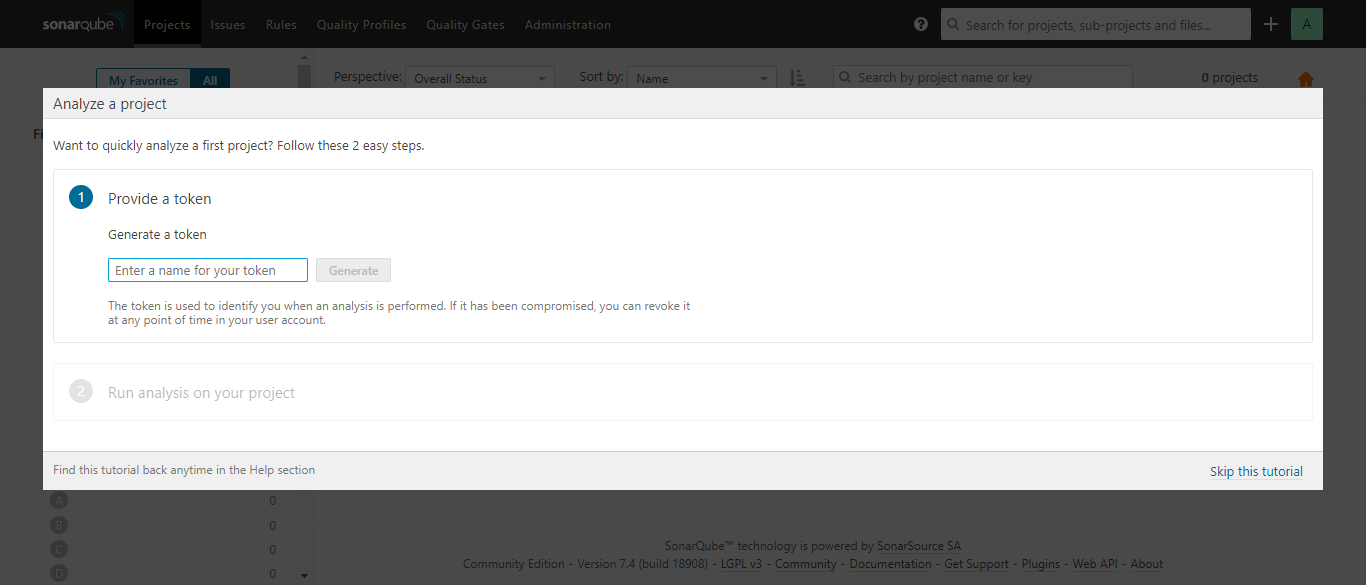 sonarqube Projects Issues Rules Quality Profiles Quality Gates Administration ? Search for projects, sub-projects and files... A
My Favorites All Perspective: Overall Status Sort by: Name Search by project name or key 0 projects
Analyze a project
Fi
Want to quickly analyze a first project? Follow these 2 easy steps.
1 Provide a token
Generate a token
Enter a name for your token Generate
The token is used to identify you when an analysis is performed. If it has been compromised, you can revoke it
at any point of time in your user account.
2 Run analysis on your project
Find this tutorial back anytime in the Help section Skip this tutorial
A 0
B 0
C 0
D 0
SonarQube™ technology is powered by SonarSource SA
Community Edition - Version 7.4 (build 18908) - LGPL v3 - Community - Documentation - Get Support - Plugins - Web API - About